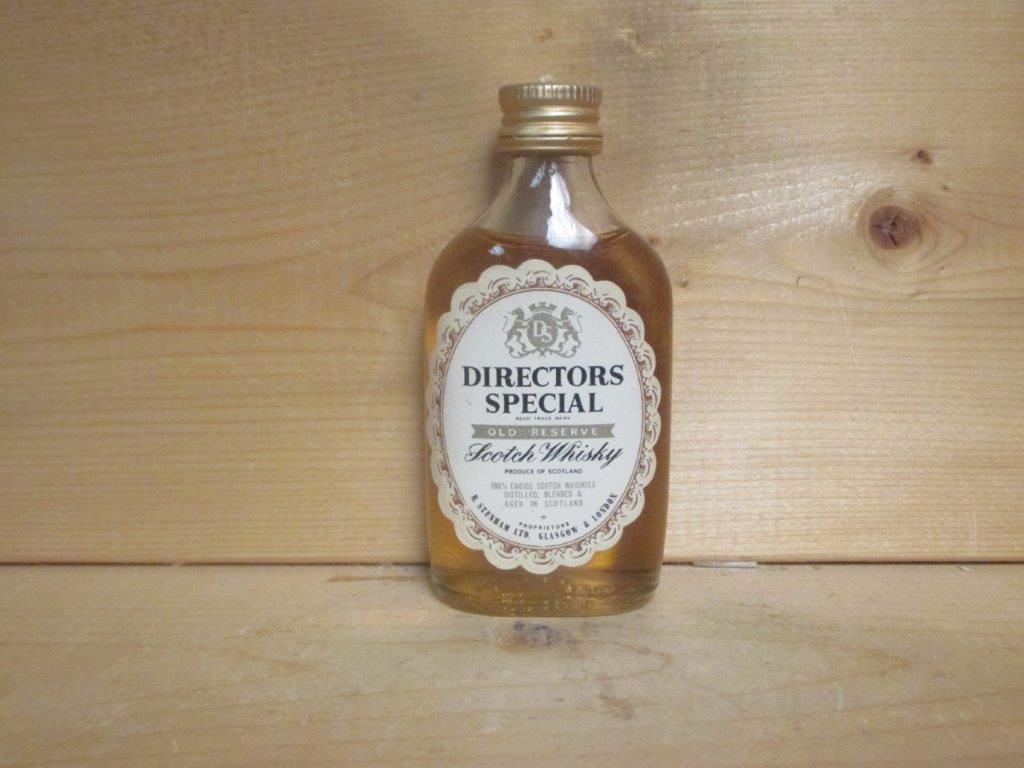 DS
DIRECTORS
SPECIAL
REGD TRADE MARK
OLD RESERVE
Scotch Whisky
PRODUCE OF SCOTLAND
100% CHOICE SCOTCH WHISKIES
DISTILLED, BLENDED &
AGED IN SCOTLAND
PROPRIETORS
H. STENHAM LTD. GLASGOW & LONDON